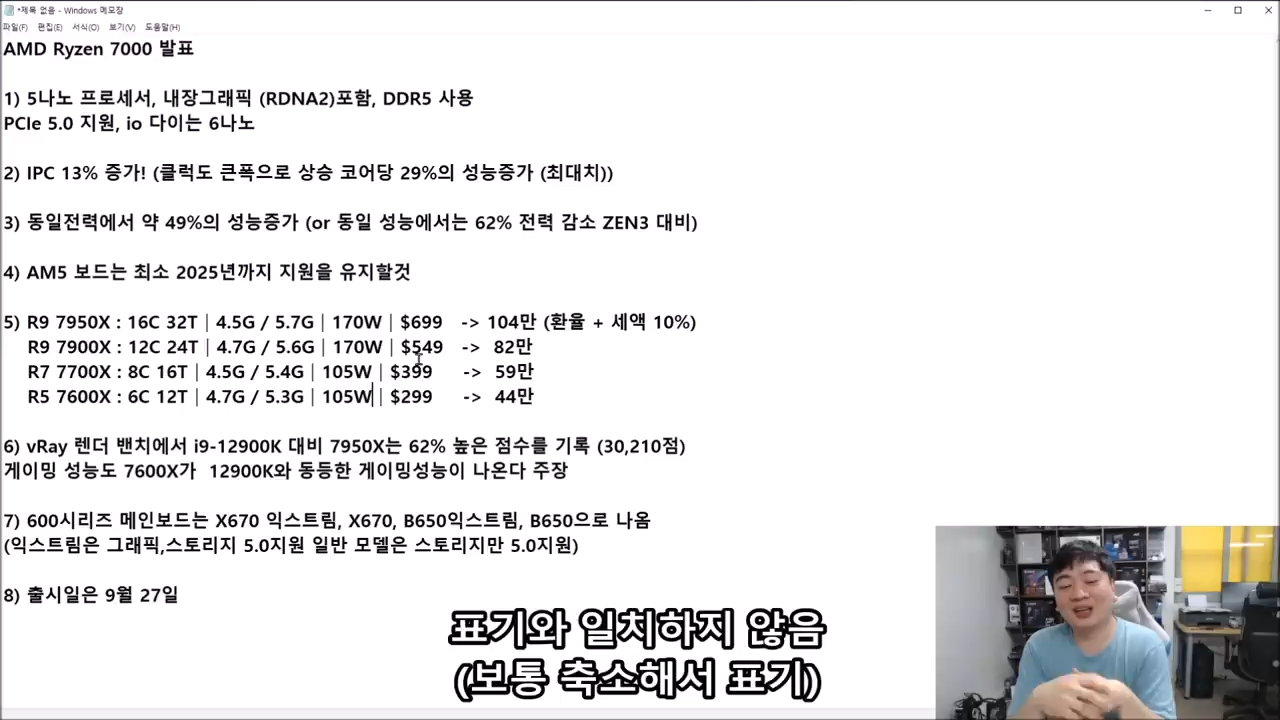 *제목 없음 - Windows 메모장
파일(F) 편집(E) 서식(O) 보기(V) 도움말(H)
AMD Ryzen 7000 발표
1) 5나노 프로세서, 내장그래픽 (RDNA2)포함, DDR5 사용
PCIe 5.0 지원, io 다이는 6나노
2) IPC 13% 증가! (클럭도 큰폭으로 상승 코어당 29%의 성능증가 (최대치))
3) 동일전력에서 약 49%의 성능증가 (or 동일 성능에서는 62% 전력 감소 ZEN3 대비)
4) AM5 보드는 최소 2025년까지 지원을 유지할것
5) R9 7950X : 16C 32T | 4.5G / 5.7G | 170W | $699 -> 104만 (환율 + 세액 10%)
R9 7900X : 12C 24T | 4.7G / 5.6G | 170W | $549 -> 82만
R7 7700X : 8C 16T | 4.5G / 5.4G | 105W | $399 -> 59만
R5 7600X : 6C 12T | 4.7G / 5.3G | 105W | $299 -> 44만
6) vRay 렌더 밴치에서 i9-12900K 대비 7950X는 62% 높은 점수를 기록 (30,210점)
게이밍 성능도 7600X가 12900K와 동등한 게이밍성능이 나온다 주장
7) 600시리즈 메인보드는 X670 익스트림, X670, B650익스트림, B650으로 나옴
(익스트림은 그래픽,스토리지 5.0지원 일반 모델은 스토리지만 5.0지원)
8) 출시일은 9월 27일
표기와 일치하지 않음
(보통 축소해서 표기)